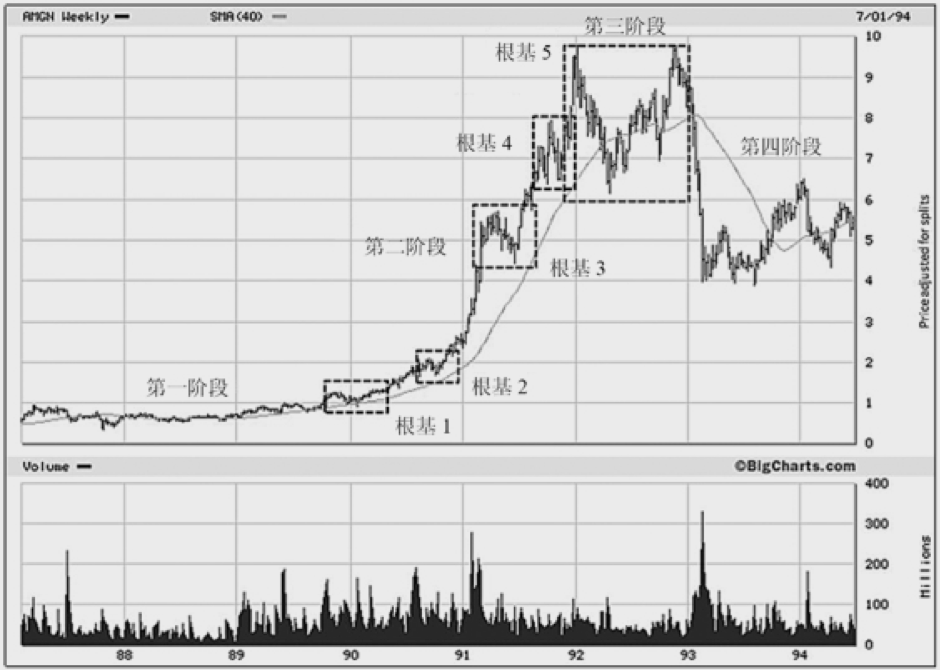 AMGN Weekly
SMA(40)
7/01/94
第三阶段
根基 5
根基 4
第四阶段
第二阶段
根基 3
第一阶段
根基 2
根基 1
10
9
8
7
6
5
4
3
2
1
0
Price adjusted for splits
Volume
©BigCharts.com
400
300
200
100
0
Millions
88 89 90 91 92 93 94